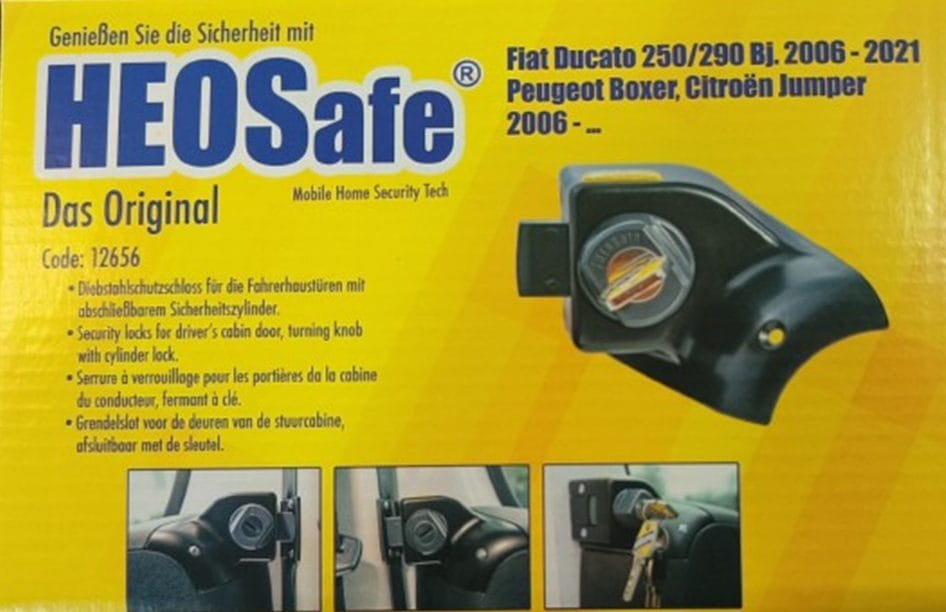 Genießen Sie die Sicherheit mit
HEOSafe®
Mobile Home Security Tech
Das Original
Code: 12656
• Diebstahlschutzschloss für die Fahrerhaustüren mit
abschließbarem Sicherheitszylinder.
• Security locks for driver's cabin door, turning knob
with cylinder lock.
• Serrure à verrouillage pour les portières da la cabine
du conducteur, fermant à clé.
• Grendelslot voor de deuren van de stuurcabine,
afsluitbaar met de sleutel.
Fiat Ducato 250/290 Bj. 2006 - 2021
Peugeot Boxer, Citroën Jumper
2006 - ...